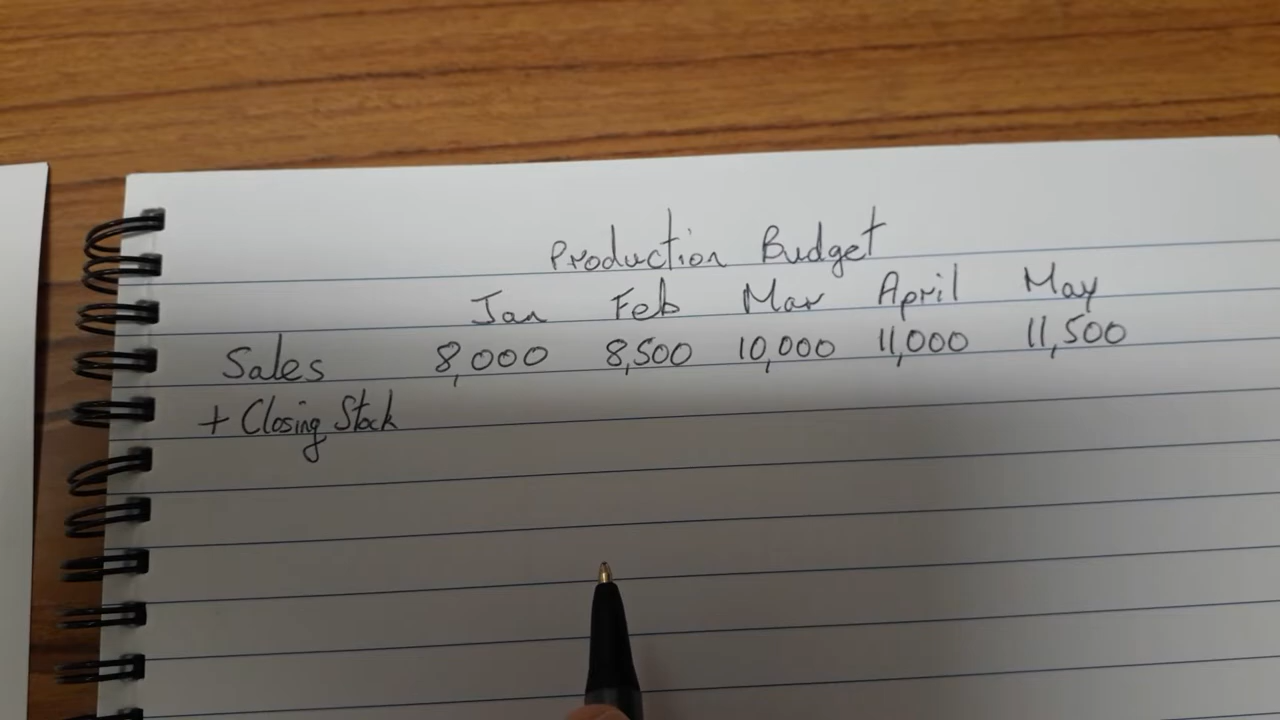 Production Budget
Jan Feb Mar April May
Sales 8,000 8,500 10,000 11,000 11,500
+ Closing Stock